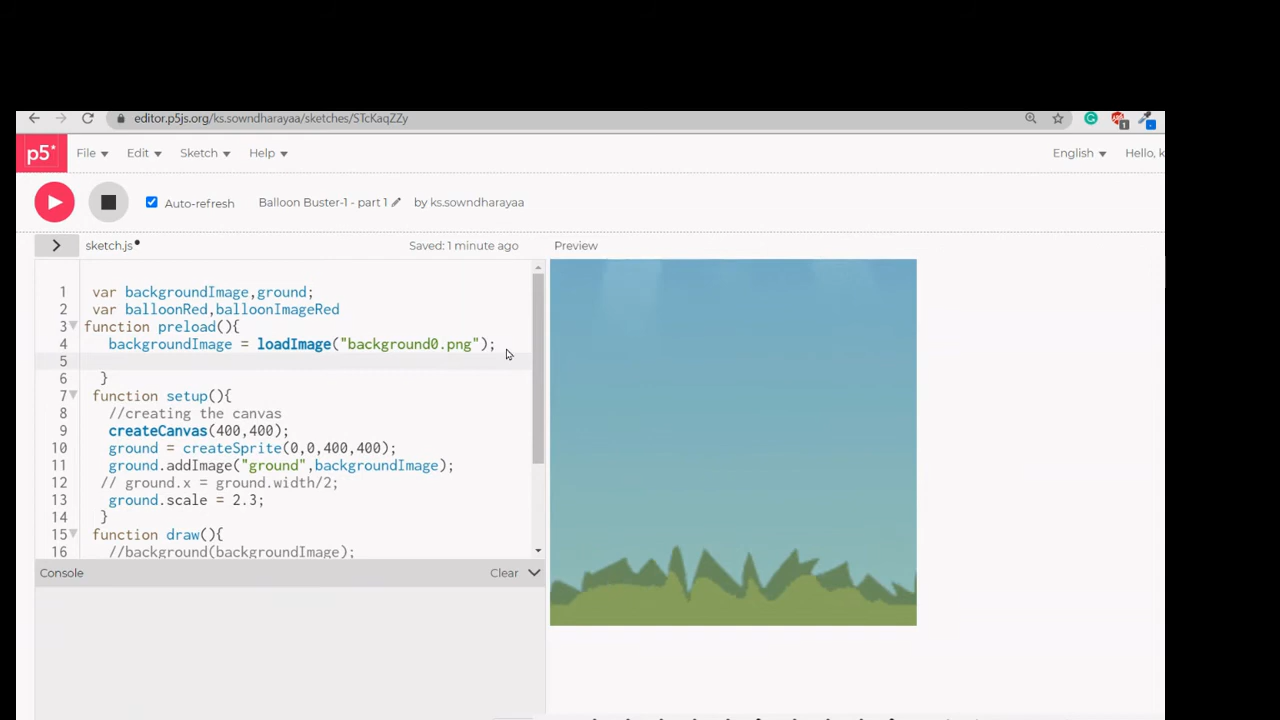 editor.p5js.org/ks.sowndharayaa/sketches/STcKaqZZy
p5* File Edit Sketch Help English Hello, k
Auto-refresh Balloon Buster-1 - part 1 by ks.sowndharayaa
sketch.js Saved: 1 minute ago Preview
1 var backgroundImage,ground;
2 var balloonRed,balloonImageRed
3 function preload(){
4 backgroundImage = loadImage("background0.png");
5
6 }
7 function setup(){
8 //creating the canvas
9 createCanvas(400,400);
10 ground = createSprite(0,0,400,400);
11 ground.addImage("ground",backgroundImage);
12 // ground.x = ground.width/2;
13 ground.scale = 2.3;
14 }
15 function draw(){
16 //background(backgroundImage);
Console Clear